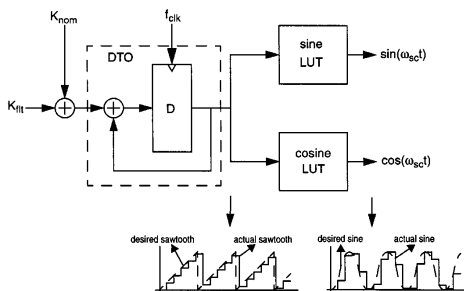 Knom
fclk
DTO
sine
LUT
sin(ωsct)
Kflt
D
cosine
LUT
cos(ωsct)
desired sawtooth
actual sawtooth
desired sine
actual sine